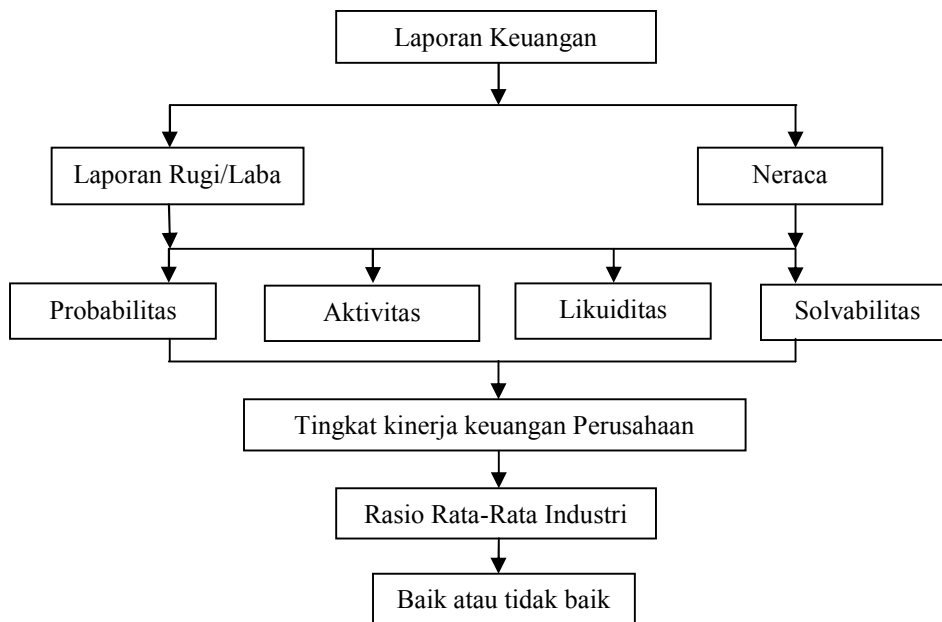 Laporan Keuangan
Laporan Rugi/Laba
Neraca
Probabilitas
Aktivitas
Likuiditas
Solvabilitas
Tingkat kinerja keuangan Perusahaan
Rasio Rata-Rata Industri
Baik atau tidak baik